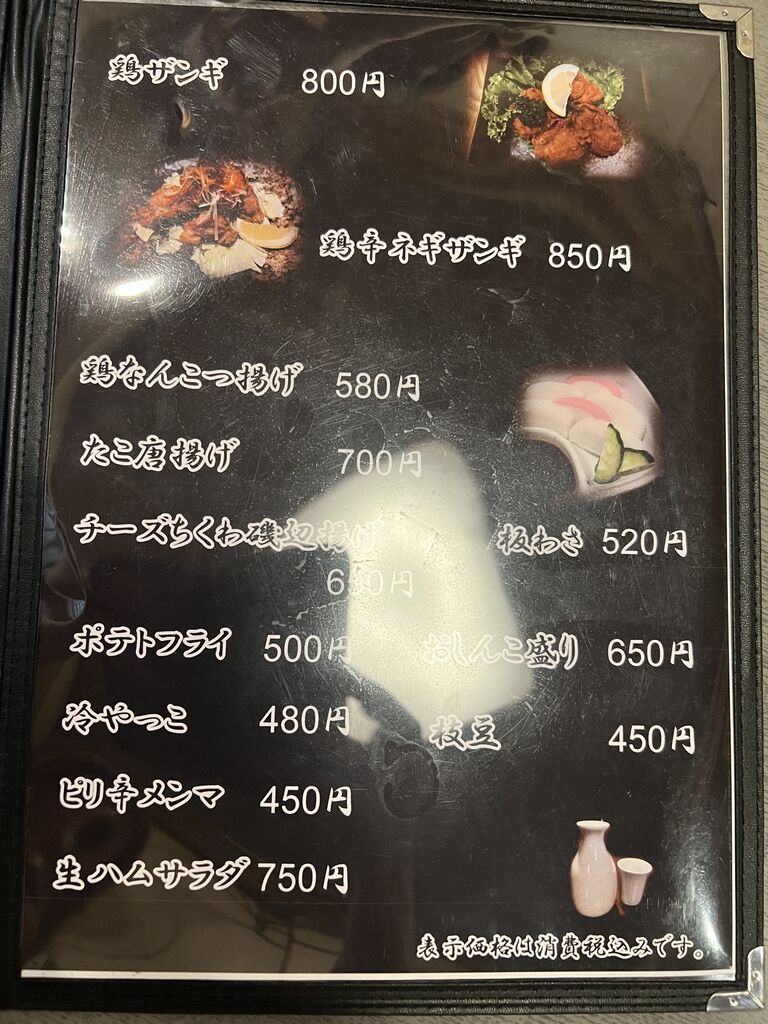 鶏ザンギ 800円
鶏辛ネギザンギ 850円
鶏なんこつ揚げ 580円
たこ唐揚げ 700円
チーズちくわ磯辺揚げ
板わさ 520円
ポテトフライ 500円
おしんこ盛り 650円
冷やっこ 480円
枝豆 450円
ピリ辛メンマ 450円
生ハムサラダ 750円
表示価格は消費税込みです。